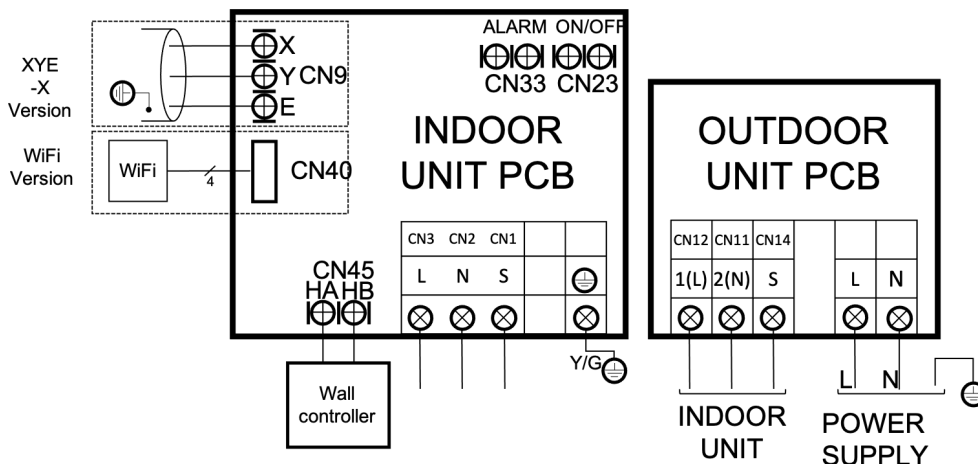 ALARM ON/OFF
CN33 CN23
XYE
-X
Version
X
Y CN9
E
WiFi
Version
WiFi
4
CN40
INDOOR
UNIT PCB
CN3 CN2 CN1
L N S
CN45
HA HB
Y/G
Wall
controller
OUTDOOR
UNIT PCB
CN12 CN11 CN14
1(L) 2(N) S L N
L N
INDOOR
UNIT
POWER
SUPPLY